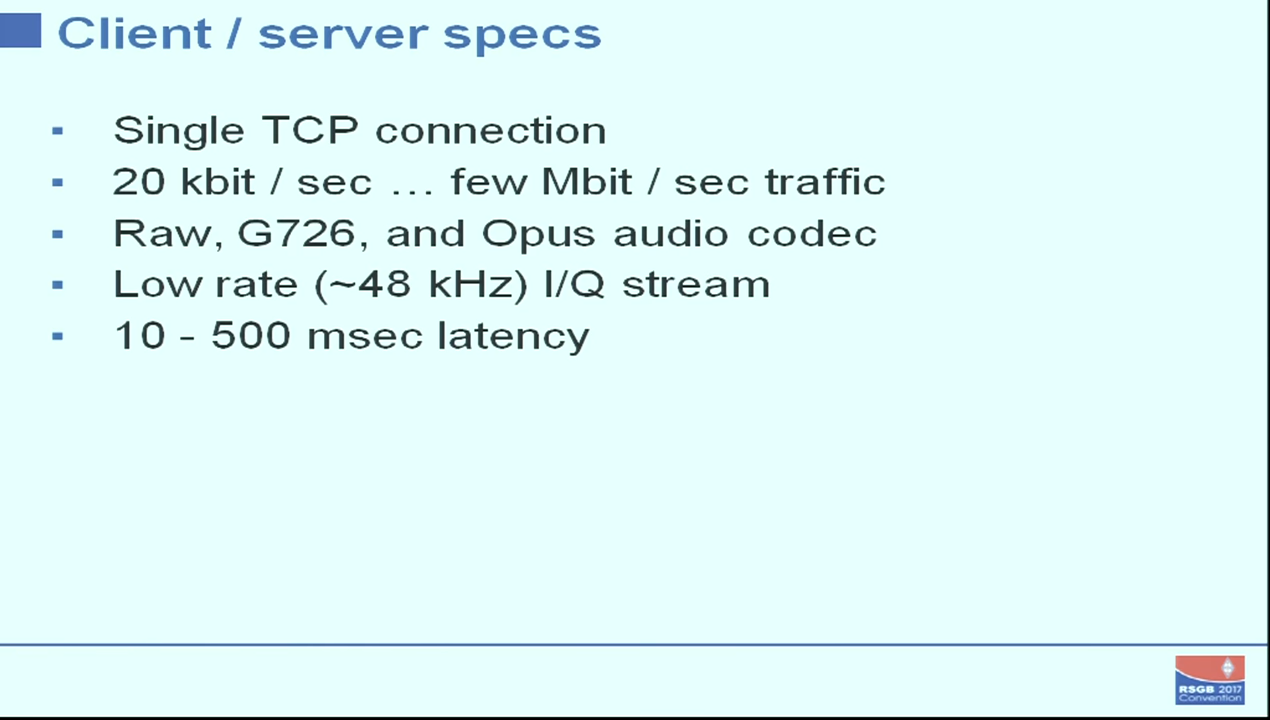 Client / server specs
Single TCP connection
20 kbit / sec … few Mbit / sec traffic
Raw, G726, and Opus audio codec
Low rate (~48 kHz) I/Q stream
10 - 500 msec latency
RSGB 2017
Convention